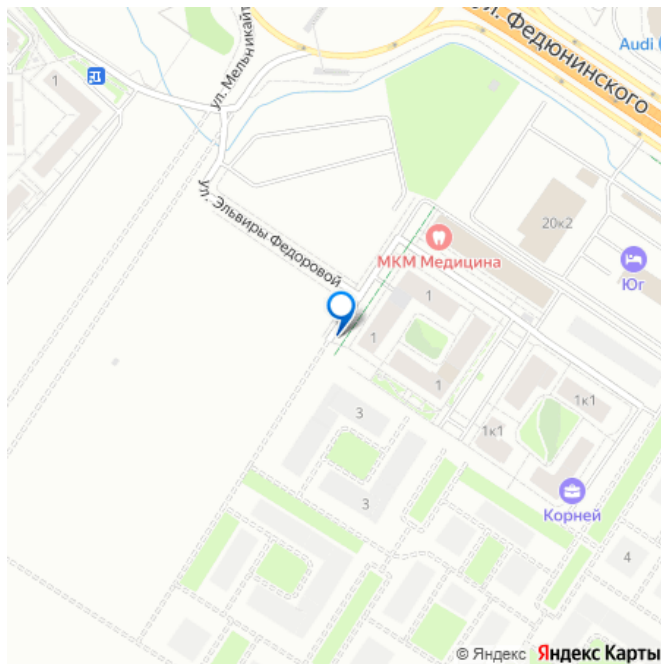 ул. Федюнинского
Audi
1
ул. Мельникайт
20к2
ул. Эльвиры Федоровой
МКМ Медицина
Юг
1
1
1
1к1
3
1к1
3
Корней
4
© Яндекс Яндекс Карты